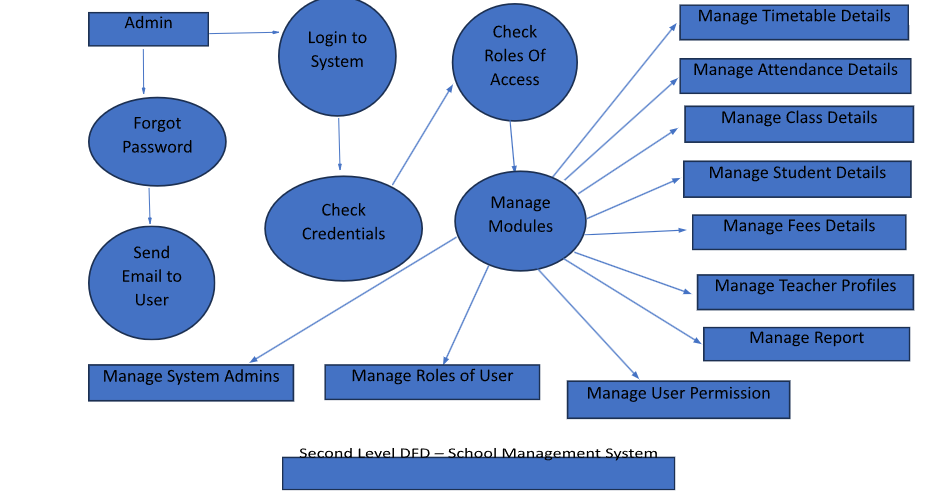 Admin
Login to
System
Check
Roles Of
Access
Manage Timetable Details
Manage Attendance Details
Manage Class Details
Forgot
Password
Manage Student Details
Check
Credentials
Manage
Modules
Manage Fees Details
Send
Email to
User
Manage Teacher Profiles
Manage Report
Manage System Admins
Manage Roles of User
Manage User Permission
Second Level DFD – School Management System